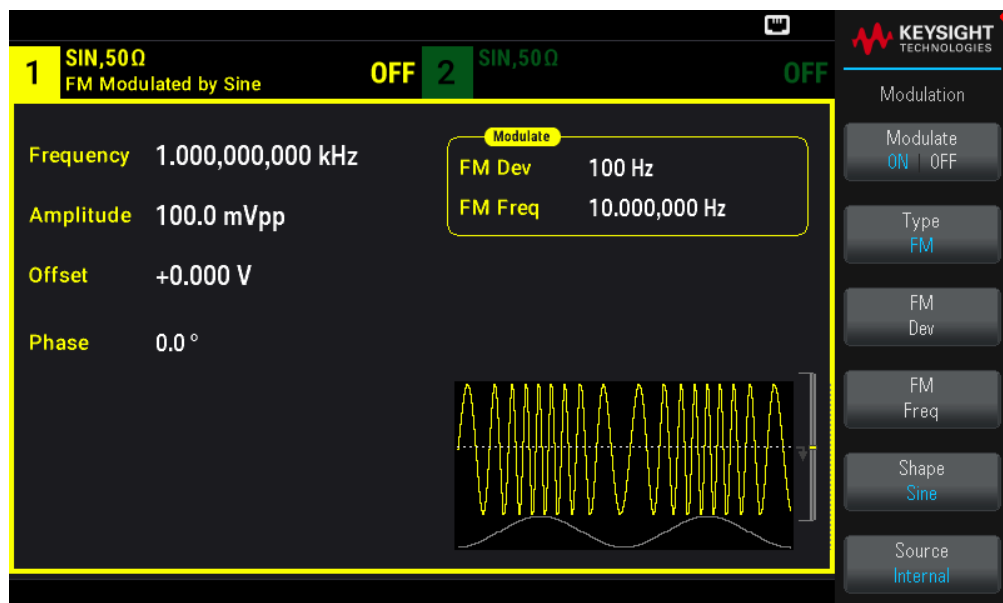 KEYSIGHT
TECHNOLOGIES
1 SIN,50Ω
FM Modulated by Sine
OFF
2 SIN,50Ω
OFF
Frequency 1.000,000,000 kHz
Amplitude 100.0 mVpp
Offset +0.000 V
Phase 0.0 °
Modulate
FM Dev 100 Hz
FM Freq 10.000,000 Hz
Modulation
Modulate
ON | OFF
Type
FM
FM
Dev
FM
Freq
Shape
Sine
Source
Internal